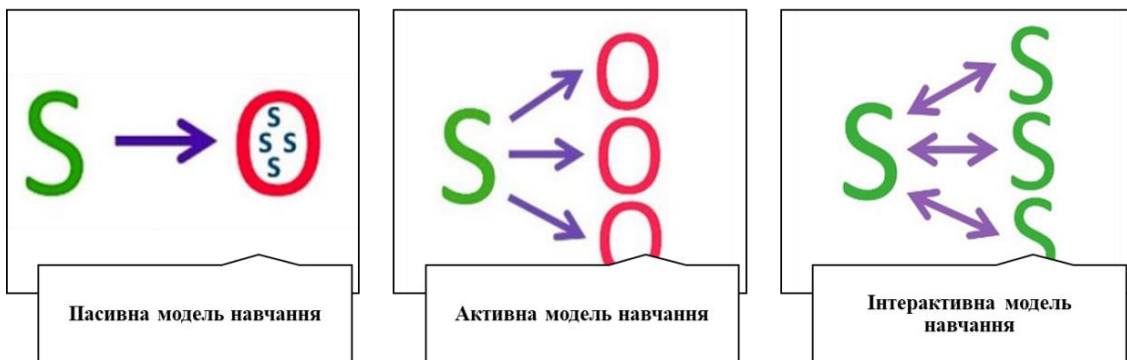 S
O
S
S S
S
S
O
O
O
S
S
S
S
Пасивна модель навчання
Активна модель навчання
Інтерактивна модель
навчання